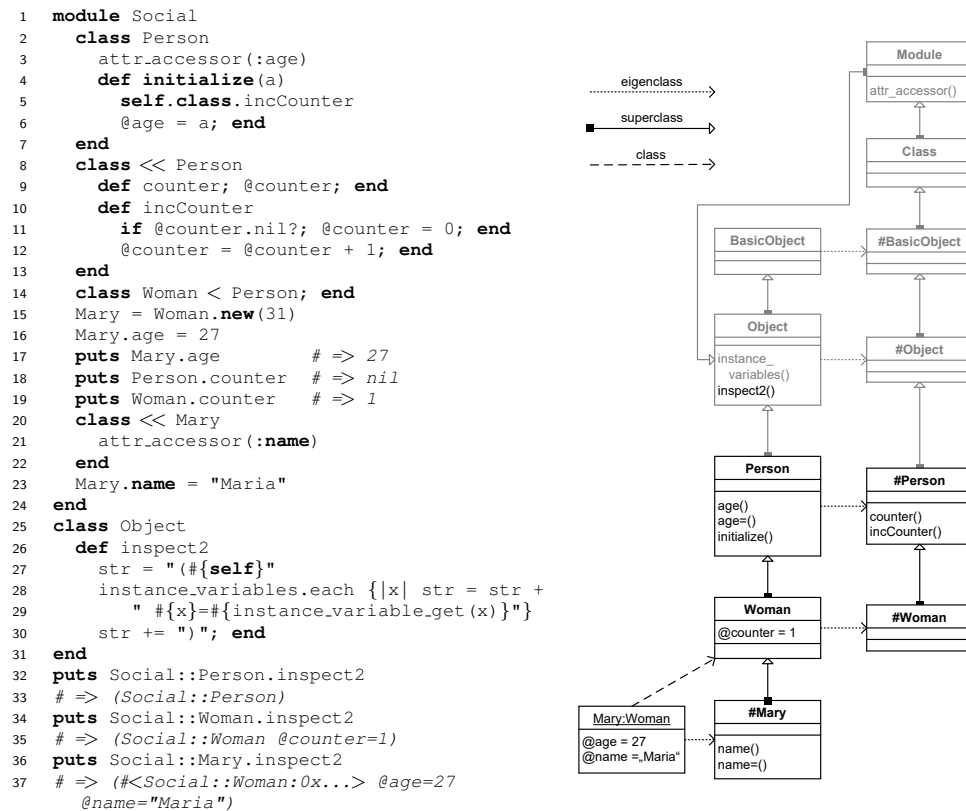 1 module Social
2 class Person
3 attr_accessor(:age)
4 def initialize(a)
5 self.class.incCounter
6 @age = a; end
7 end
8 class << Person
9 def counter; @counter; end
10 def incCounter
11 if @counter.nil?; @counter = 0; end
12 @counter = @counter + 1; end
13 end
14 class Woman < Person; end
15 Mary = Woman.new(31)
16 Mary.age = 27
17 puts Mary.age # => 27
18 puts Person.counter # => nil
19 puts Woman.counter # => 1
20 class << Mary
21 attr_accessor(:name)
22 end
23 Mary.name = "Maria"
24 end
25 class Object
26 def inspect2
27 str = "(#{self}"
28 instance_variables.each {|x| str = str +
29 " #{x}=#{instance_variable_get(x)}"}
30 str += ")"; end
31 end
32 puts Social::Person.inspect2
33 # => (Social::Person)
34 puts Social::Woman.inspect2
35 # => (Social::Woman @counter=1)
36 puts Social::Mary.inspect2
37 # => (#<Social::Woman:0x...> @age=27
@name="Maria")
eigenclass
superclass
class
Module
attr_accessor()
Class
BasicObject
#BasicObject
Object
instance_
variables()
inspect2()
#Object
Person
age()
age=()
initialize()
#Person
counter()
incCounter()
Woman
@counter = 1
#Woman
Mary:Woman
@age = 27
@name =„Maria“
#Mary
name()
name=()